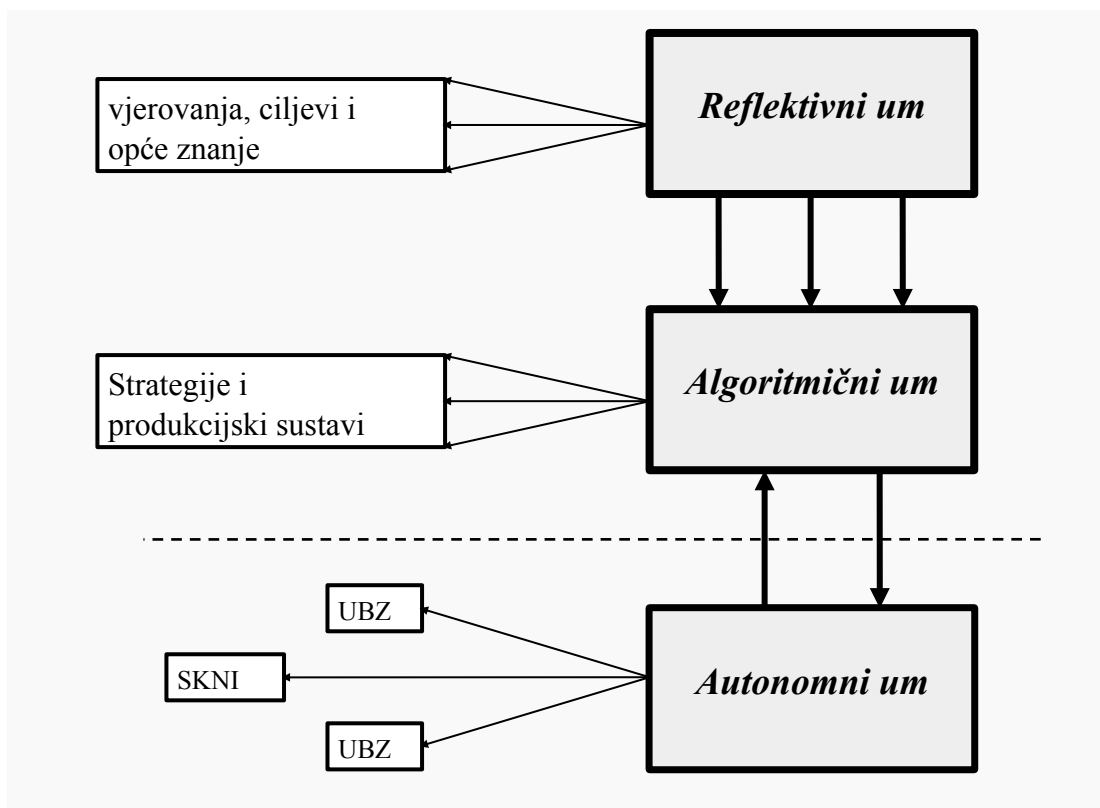 Reflektivni um
vjerovanja, ciljevi i
opće znanje
Algoritmični um
Strategije i
produkcijski sustavi
UBZ
SKNI
Autonomni um
UBZ